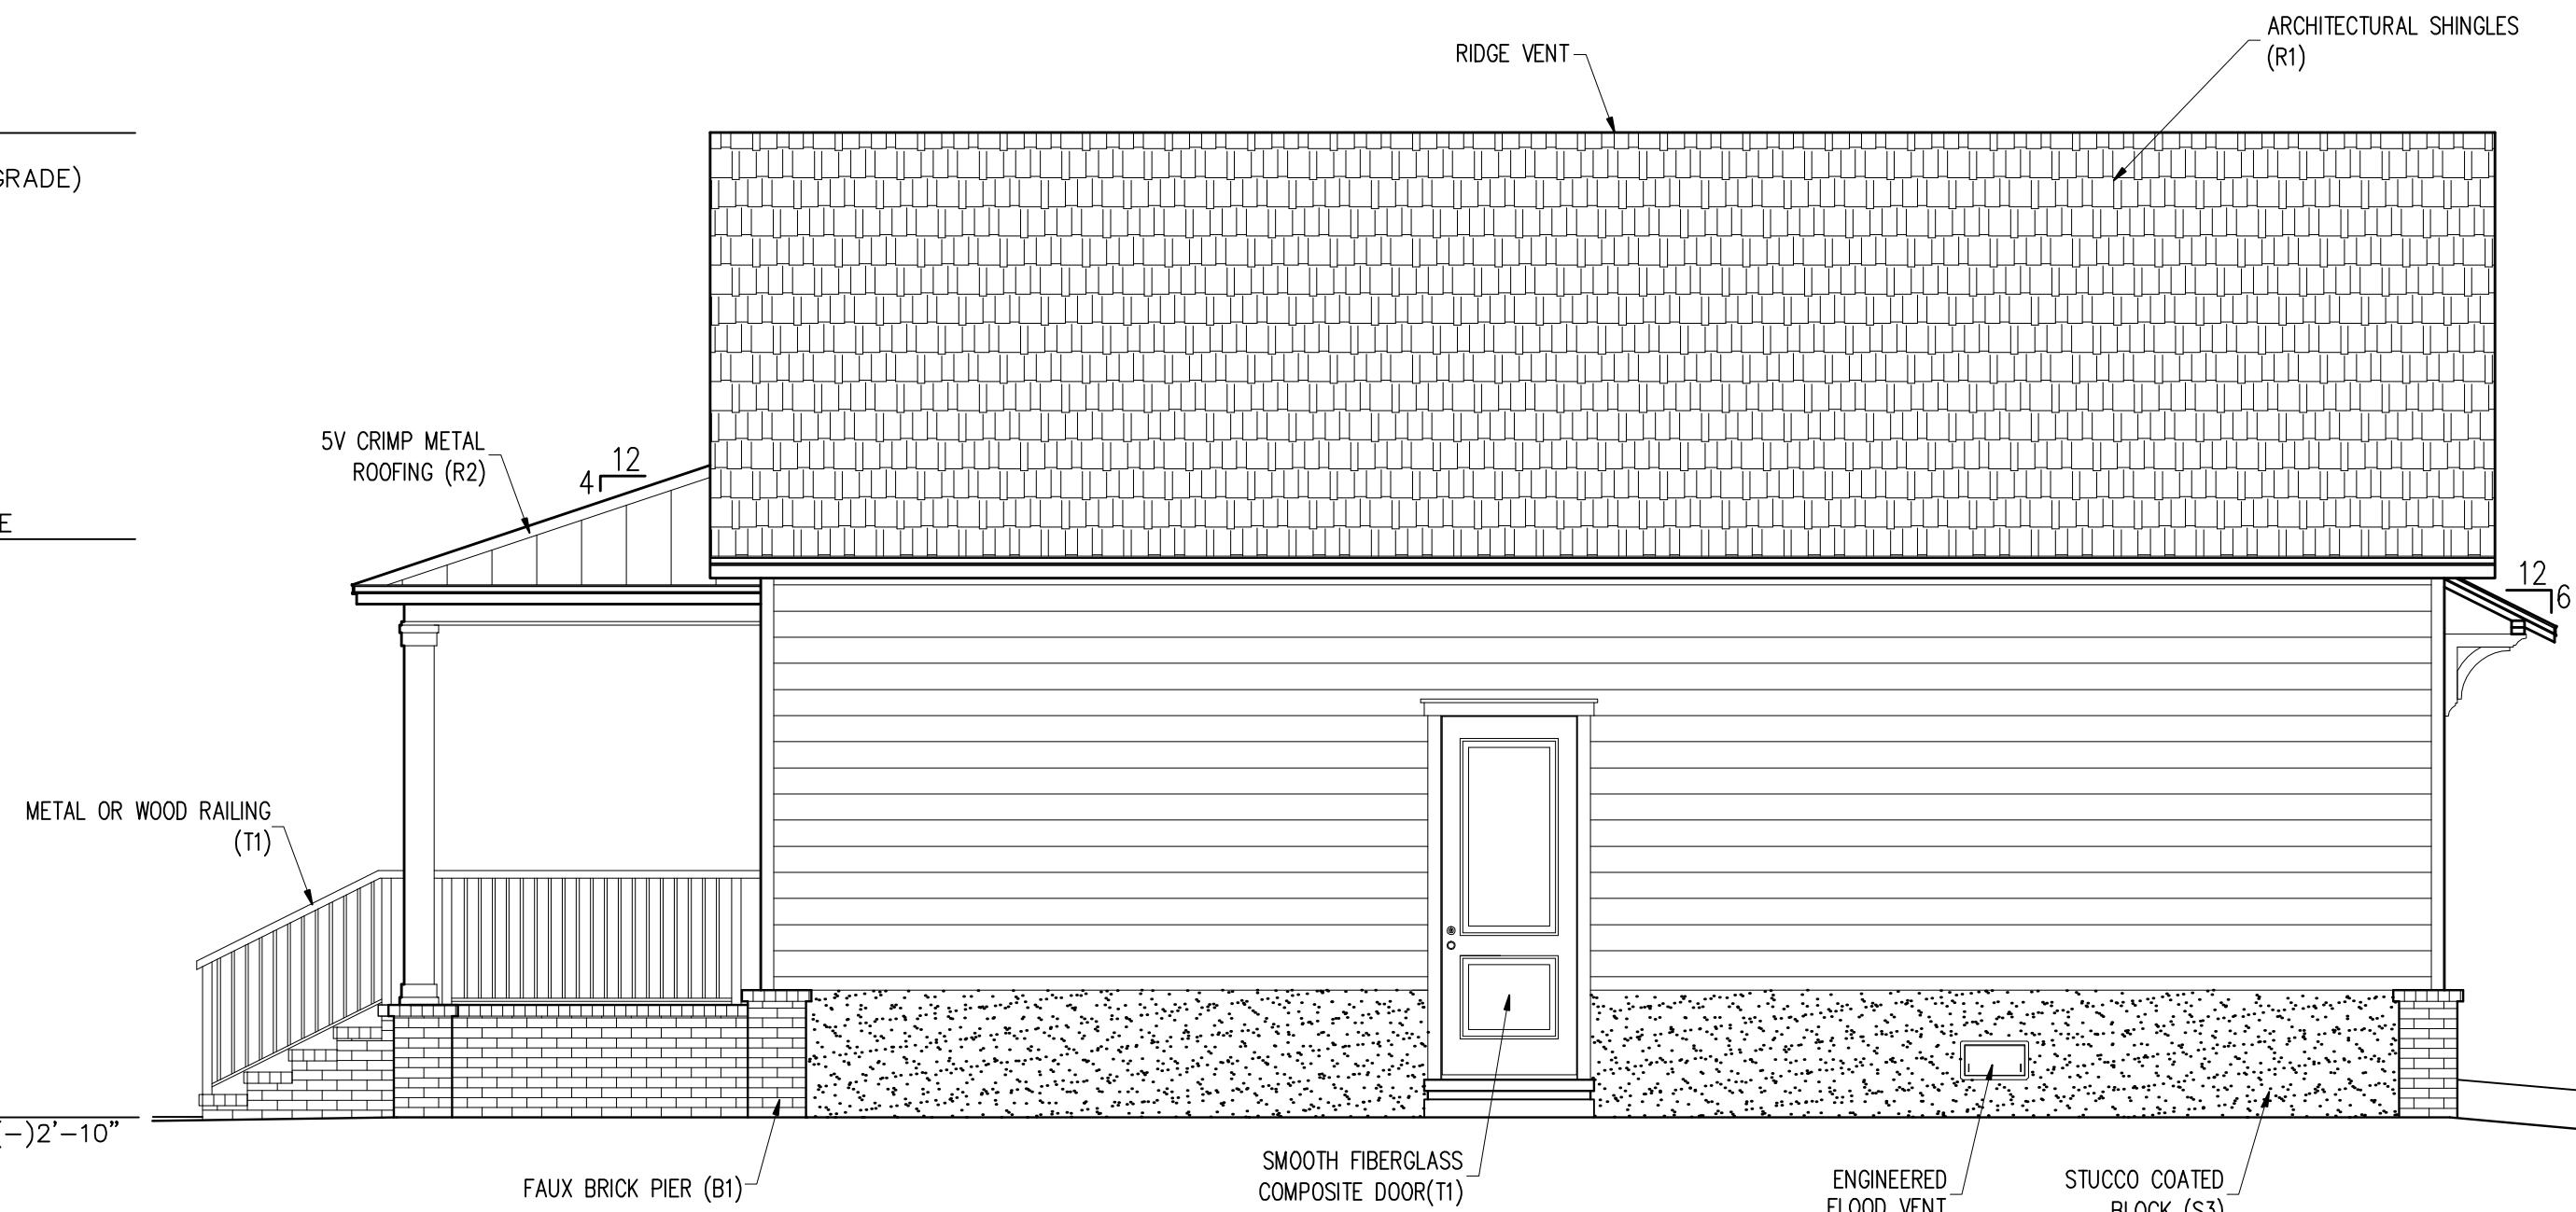 RIDGE VENT
ARCHITECTURAL SHINGLES
(R1)
GRADE)
5V CRIMP METAL
ROOFING (R2)
12
4
E
12
6
METAL OR WOOD RAILING
(T1)
(-)2'-10"
FAUX BRICK PIER (B1)
SMOOTH FIBERGLASS
COMPOSITE DOOR(T1)
ENGINEERED
FLOOD VENT
STUCCO COATED
BLOCK (S3)